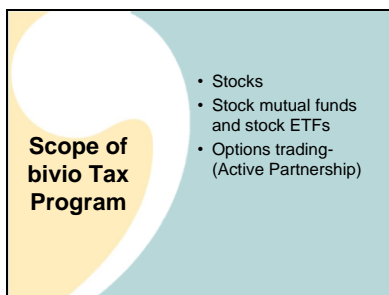 Scope of
bivio Tax
Program
• Stocks
• Stock mutual funds
and stock ETFs
• Options trading-
(Active Partnership)